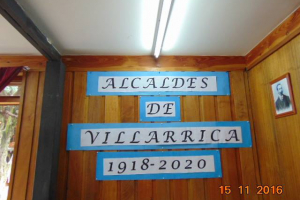 ALCALDES
DE
VILLARRICA
1918-2020
15 11 2016